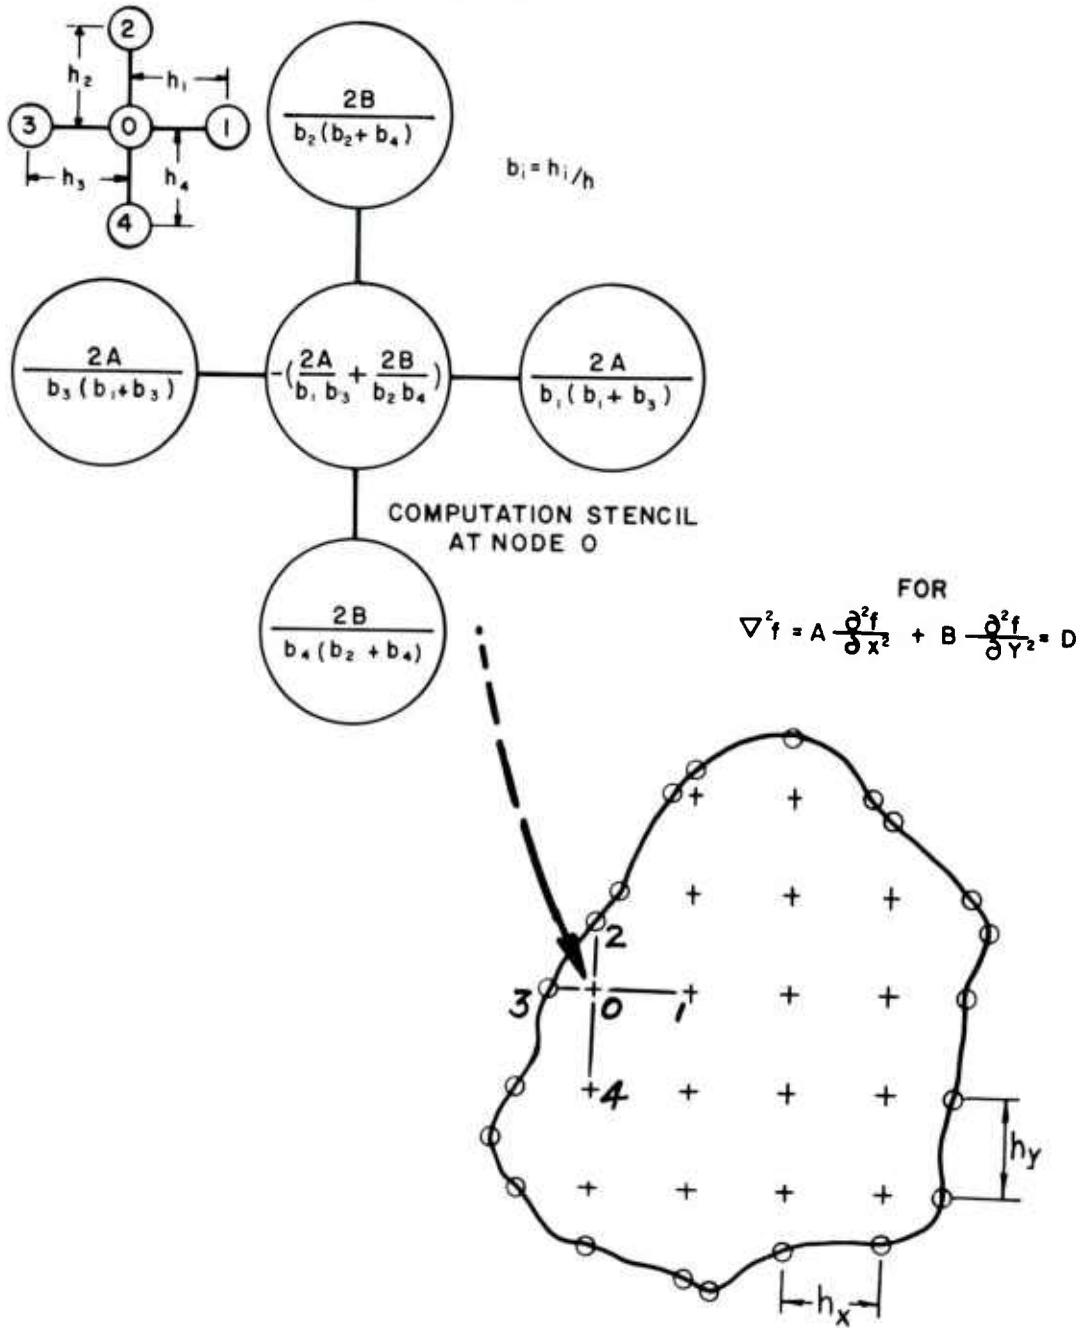 2
h₂
h₁
3
0
1
h₃
h₄
4
2B
b₂(b₂+b₄)
bᵢ=hᵢ/h
2A
b₃(b₁+b₃)
-(2A/b₁b₃ + 2B/b₂b₄)
2A
b₁(b₁+b₃)
COMPUTATION STENCIL
AT NODE 0
2B
b₄(b₂+b₄)
FOR
∇²f = A ∂²f/∂X² + B ∂²f/∂Y² = D
2
3
0
1
4
hy
hx